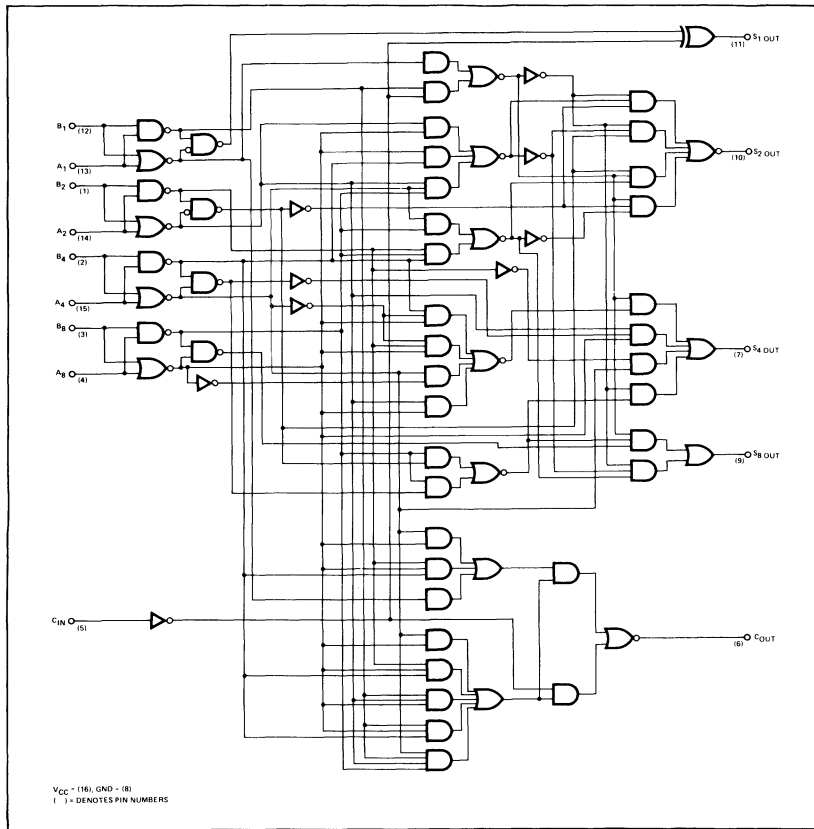 S1 OUT
(11)
B1
(12)
A1
(13)
B2
(1)
A2
(14)
B4
(2)
A4
(15)
B8
(3)
A8
(4)
S2 OUT
(10)
S4 OUT
(7)
S8 OUT
(9)
CIN
(5)
COUT
(6)
VCC = (16), GND = (8)
( ) = DENOTES PIN NUMBERS